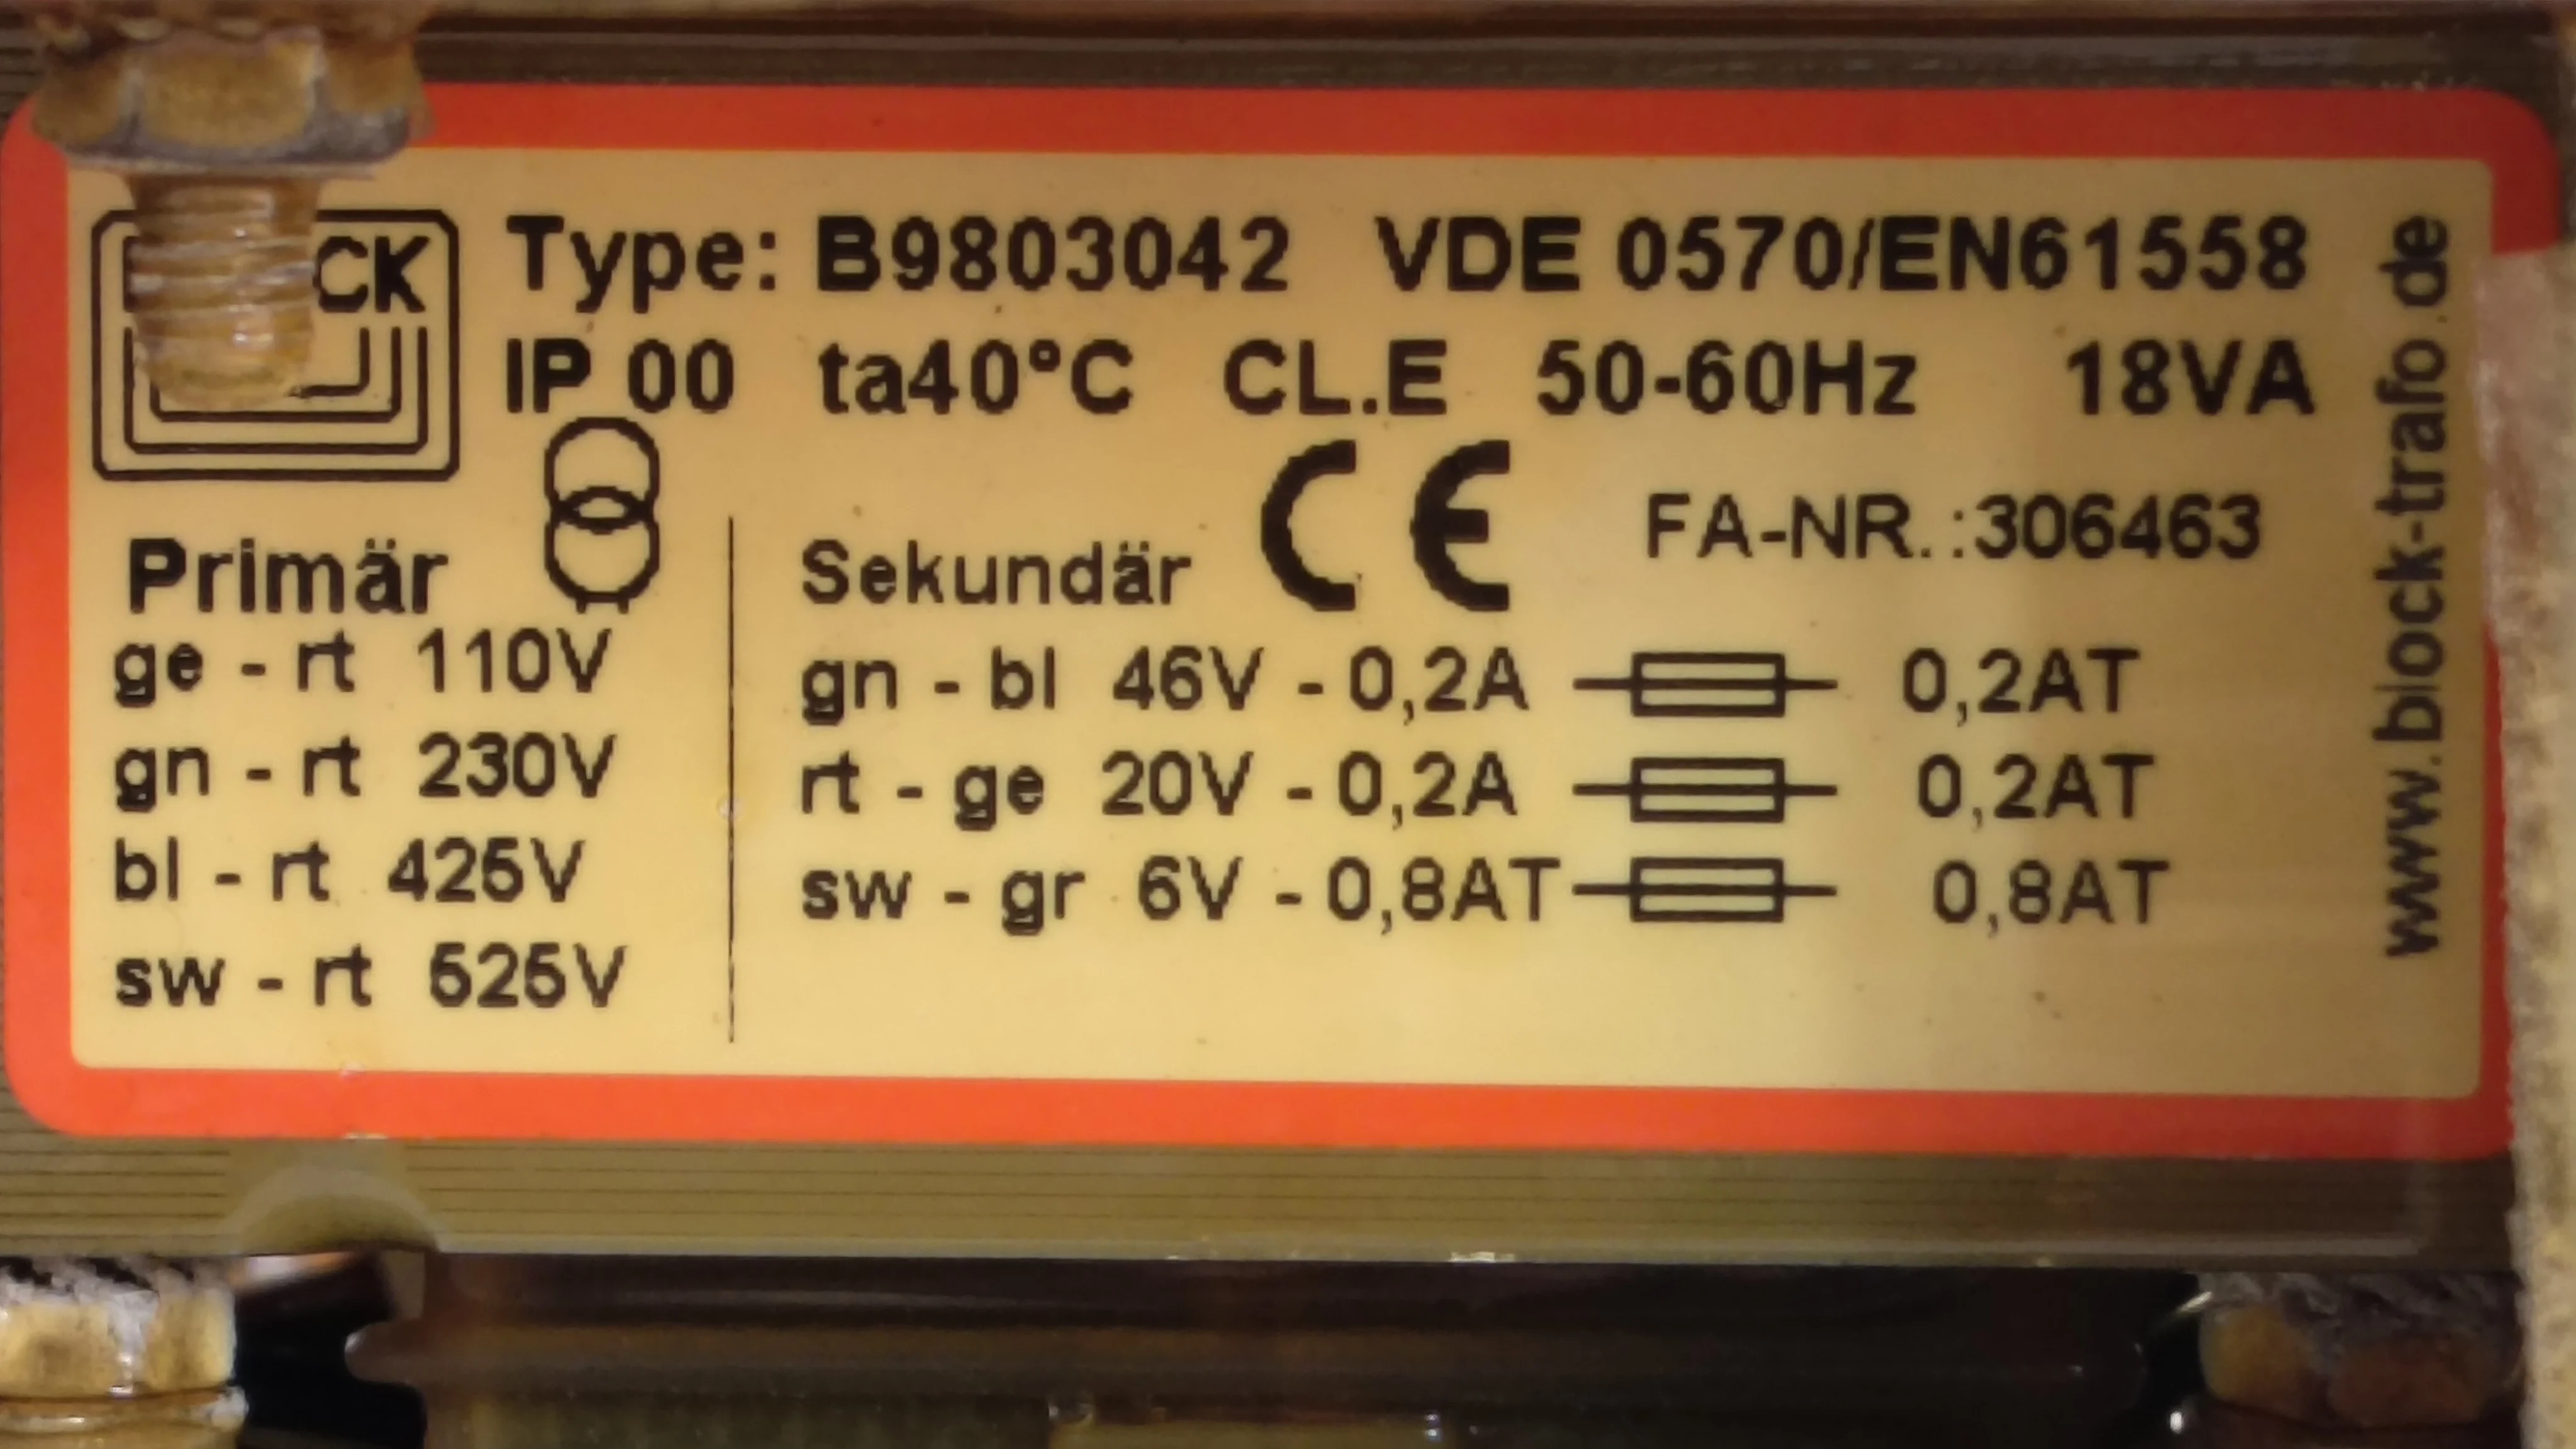 CK
Type: B9803042 VDE 0570/EN61558
IP 00 ta40°C CL.E 50-60Hz 18VA
FA-NR.:306463
Primär
ge - rt 110V
gn - rt 230V
bl - rt 425V
sw - rt 525V
Sekundär CE
gn - bl 46V - 0,2A 0,2AT
rt - ge 20V - 0,2A 0,2AT
sw - gr 6V - 0,8AT 0,8AT
www.block-trafo.de